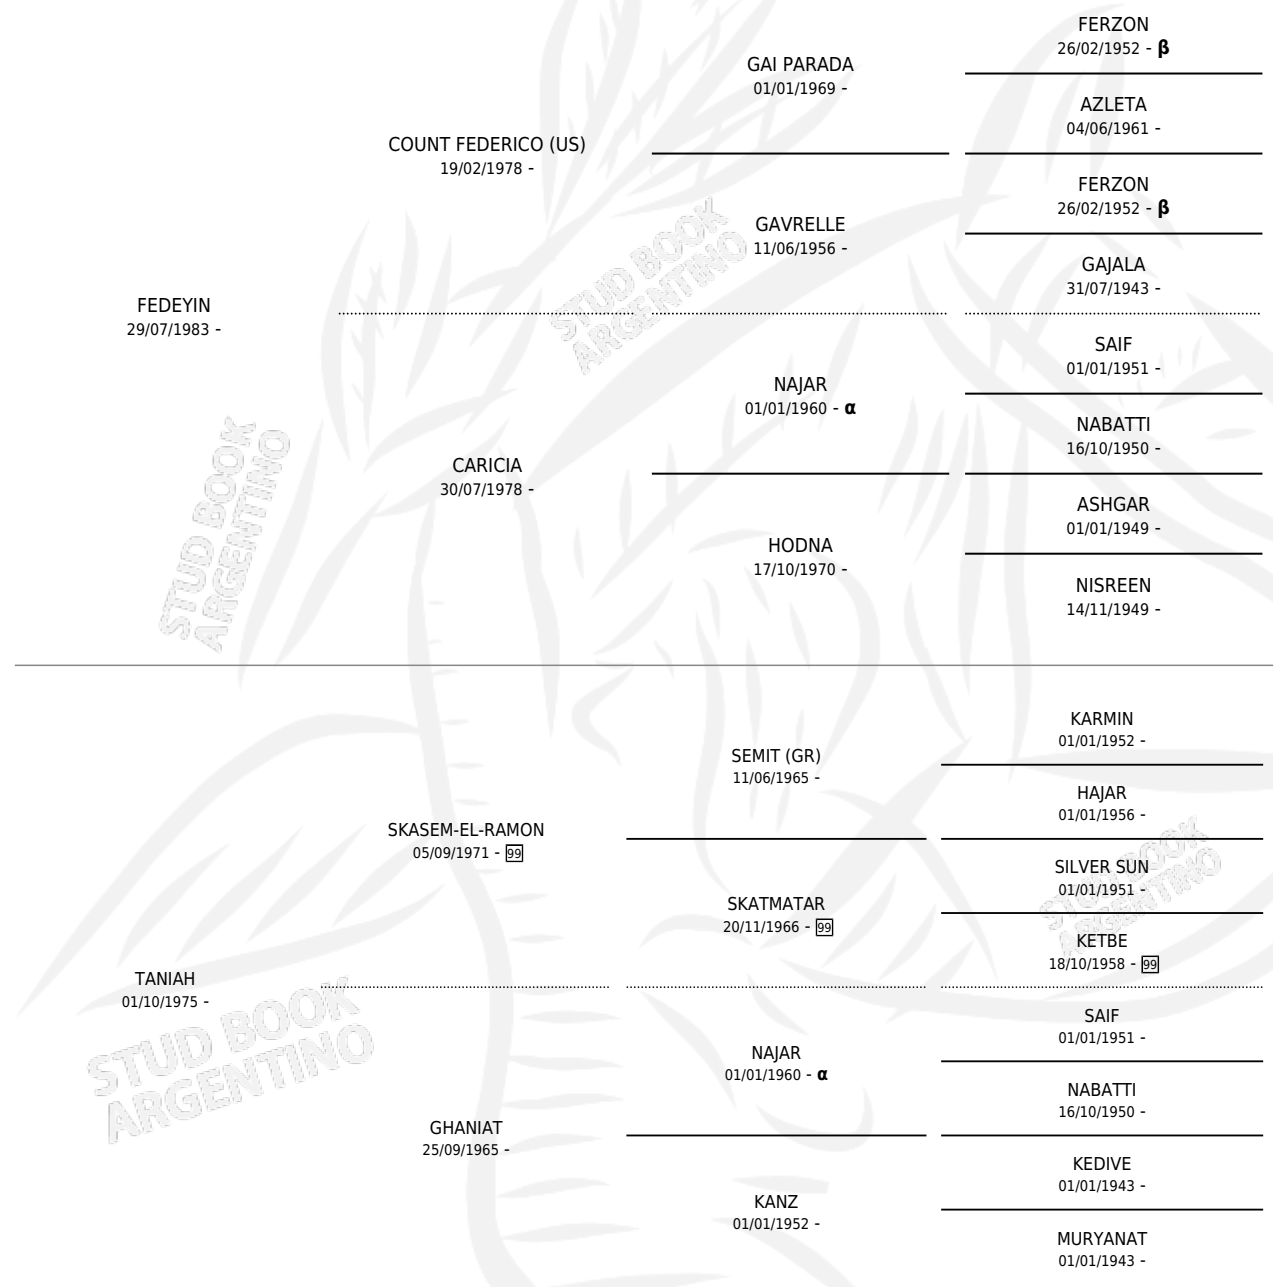 FERZON
26/02/1952 - β
GAI PARADA
01/01/1969 -
AZLETA
04/06/1961 -
COUNT FEDERICO (US)
19/02/1978 -
FERZON
26/02/1952 - β
GAVRELLE
11/06/1956 -
GAJALA
31/07/1943 -
FEDEYIN
29/07/1983 -
SAIF
01/01/1951 -
NAJAR
01/01/1960 - α
NABATTI
16/10/1950 -
CARICIA
30/07/1978 -
ASHGAR
01/01/1949 -
HODNA
17/10/1970 -
NISREEN
14/11/1949 -
KARMIN
01/01/1952 -
SEMIT (GR)
11/06/1965 -
HAJAR
01/01/1956 -
SKASEM-EL-RAMON
05/09/1971 - 99
SILVER SUN
01/01/1951 -
SKATMATAR
20/11/1966 - 99
KETBE
18/10/1958 - 99
TANIAH
01/10/1975 -
SAIF
01/01/1951 -
NAJAR
01/01/1960 - α
NABATTI
16/10/1950 -
GHANIAT
25/09/1965 -
KEDIVE
01/01/1943 -
KANZ
01/01/1952 -
MURYANAT
01/01/1943 -
STUD BOOK
ARGENTINO
STUD BOOK
ARGENTINO
STUD BOOK
ARGENTINO
STUD BOOK
ARGENTINO